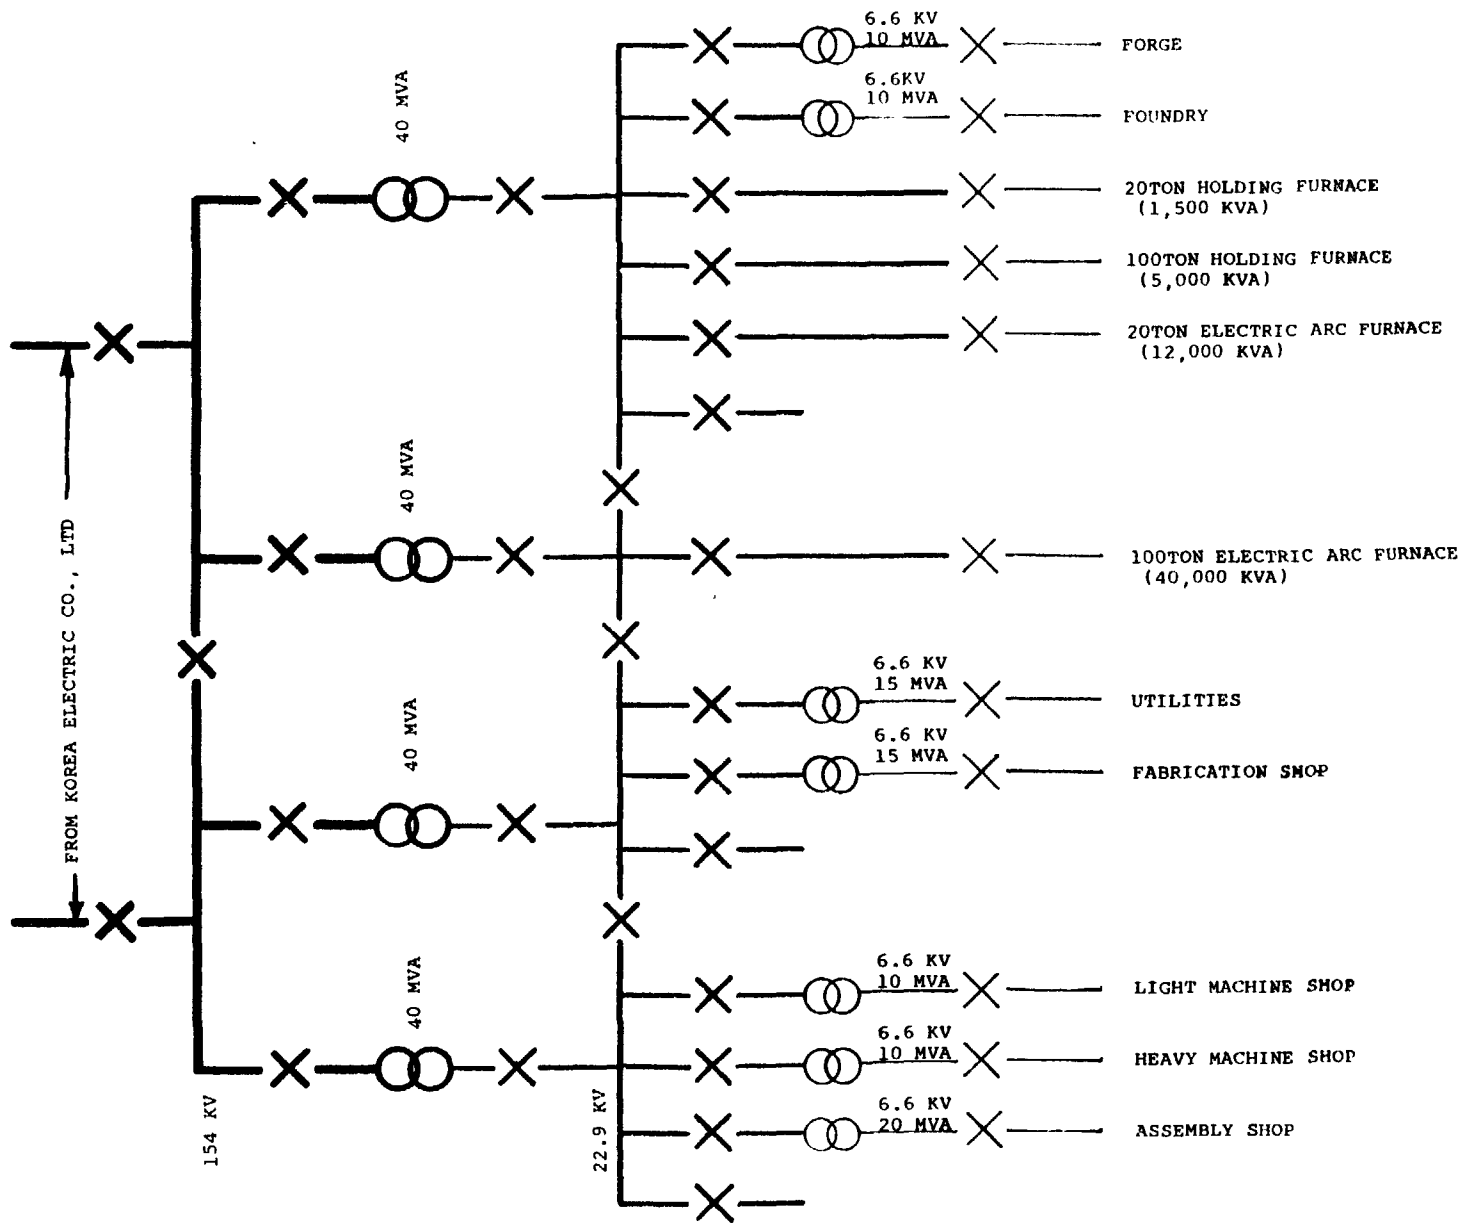 6.6 KV
10 MVA
FORGE
6.6KV
10 MVA
FOUNDRY
40 MVA
20TON HOLDING FURNACE
(1,500 KVA)
100TON HOLDING FURNACE
(5,000 KVA)
20TON ELECTRIC ARC FURNACE
(12,000 KVA)
40 MVA
FROM KOREA ELECTRIC CO., LTD
100TON ELECTRIC ARC FURNACE
(40,000 KVA)
6.6 KV
15 MVA
UTILITIES
40 MVA
6.6 KV
15 MVA
FABRICATION SHOP
40 MVA
6.6 KV
10 MVA
LIGHT MACHINE SHOP
6.6 KV
10 MVA
HEAVY MACHINE SHOP
6.6 KV
20 MVA
ASSEMBLY SHOP
154 KV
22.9 KV